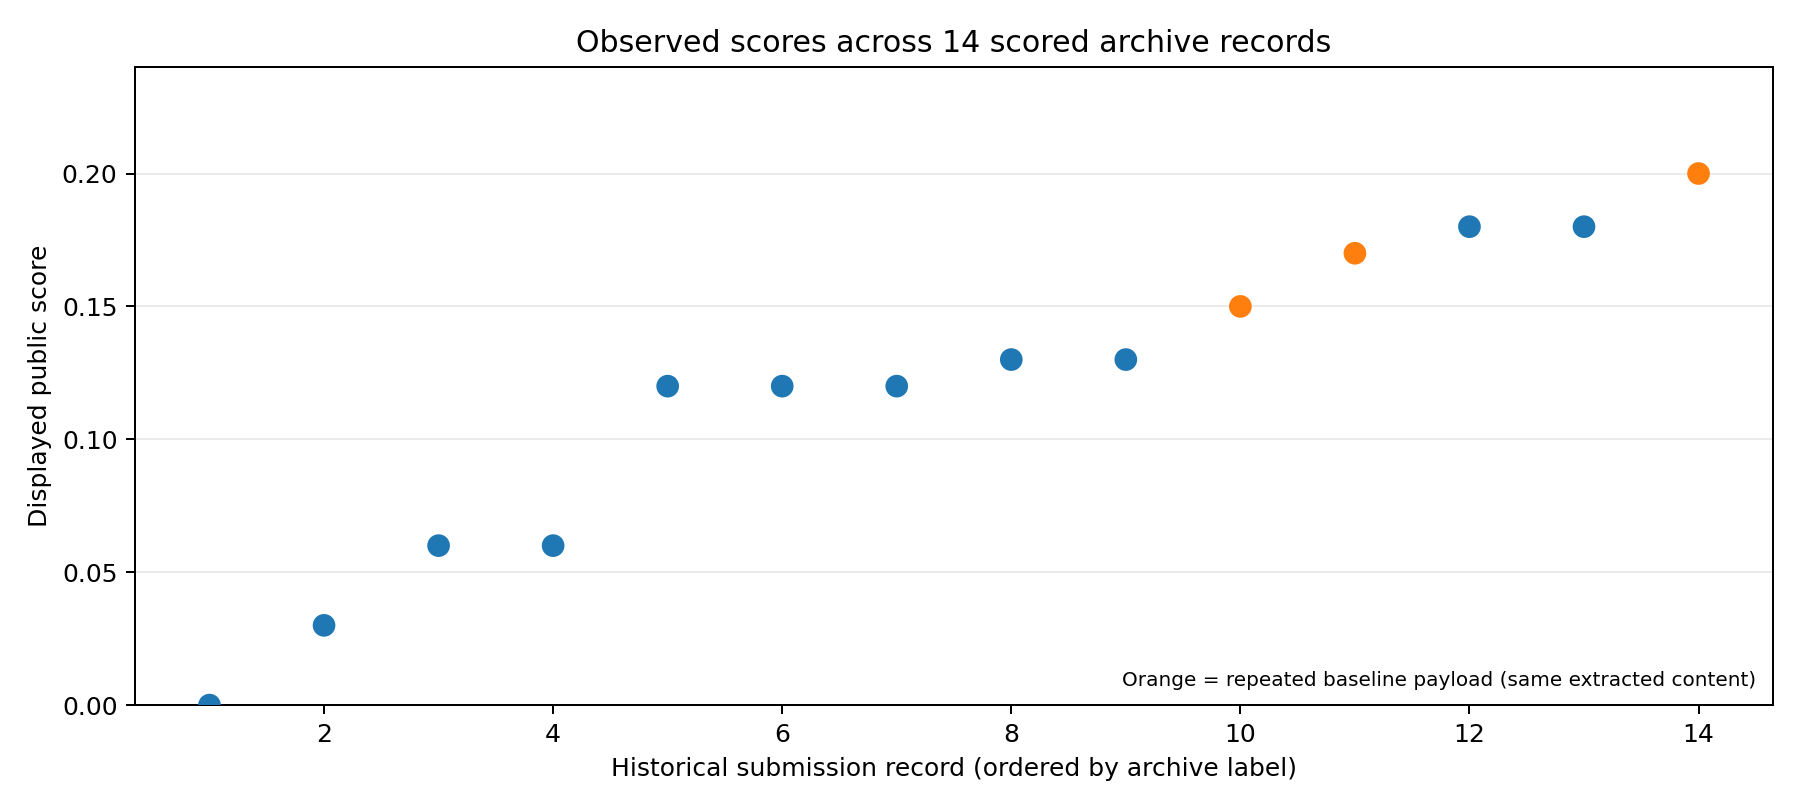 Observed scores across 14 scored archive records
Displayed public score
0.20
0.15
0.10
0.05
0.00
Orange = repeated baseline payload (same extracted content)
2 4 6 8 10 12 14
Historical submission record (ordered by archive label)